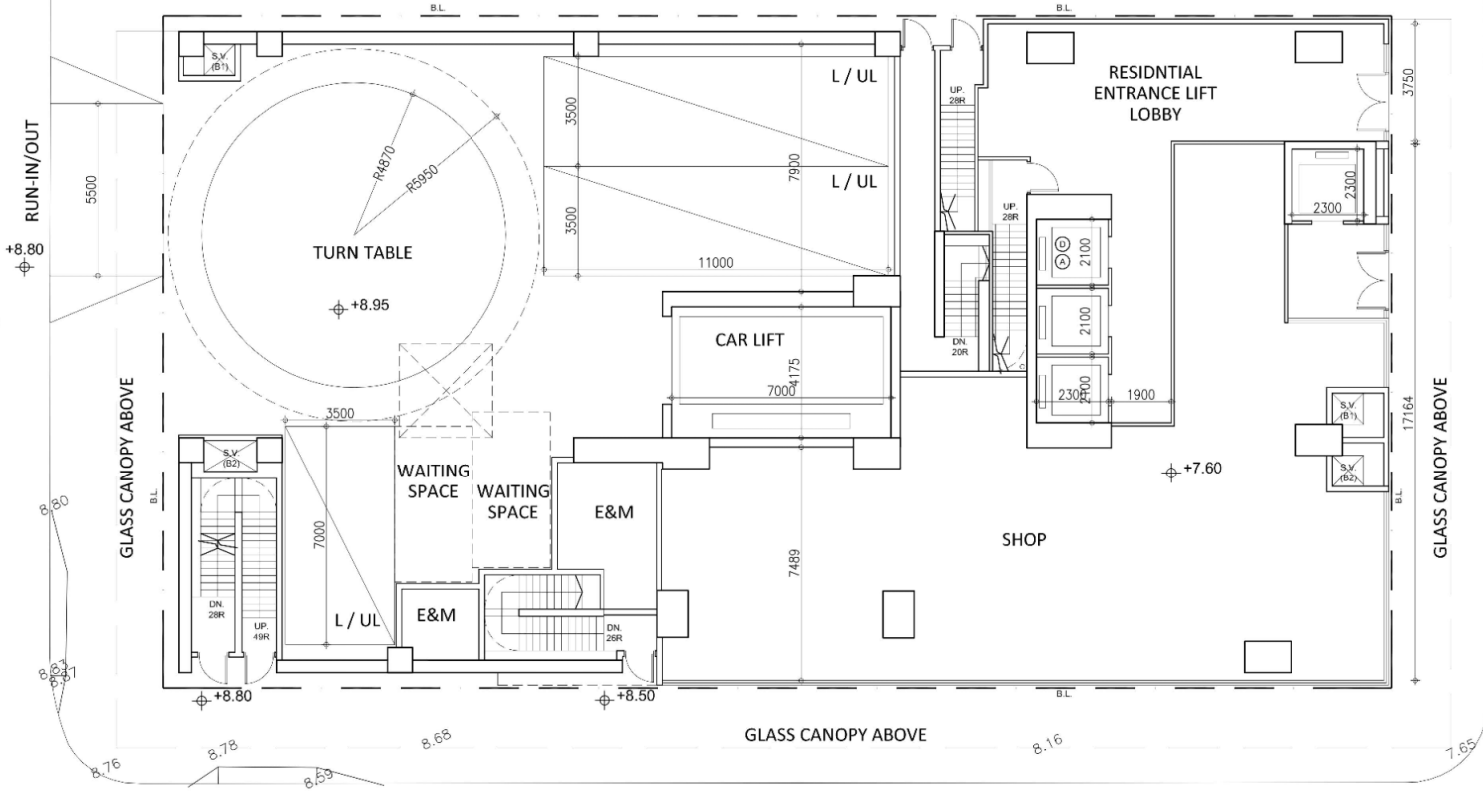 B.L.
B.L.
S.V.
(B1)
L / UL
RESIDNTIAL
ENTRANCE LIFT
LOBBY
3750
UP.
28R
3500
R4870
R5950
7900
RUN-IN/OUT
5500
L / UL
2300
2300
UP.
28R
3500
+8.80
TURN TABLE
D
A
2100
11000
+8.95
2100
CAR LIFT
DN.
20R
4175
7000
2100
2300
1900
GLASS CANOPY ABOVE
3500
S.V.
(B1)
17164
GLASS CANOPY ABOVE
S.V.
(B2)
WAITING
SPACE
WAITING
SPACE
+7.60
S.V.
(B2)
B.L.
B.L.
8.80
7000
E&M
SHOP
7489
DN.
28R
UP.
49R
L / UL
E&M
DN.
26R
8.87
+8.80
+8.50
B.L.
GLASS CANOPY ABOVE
8.76
8.78
8.68
8.59
8.16
7.65